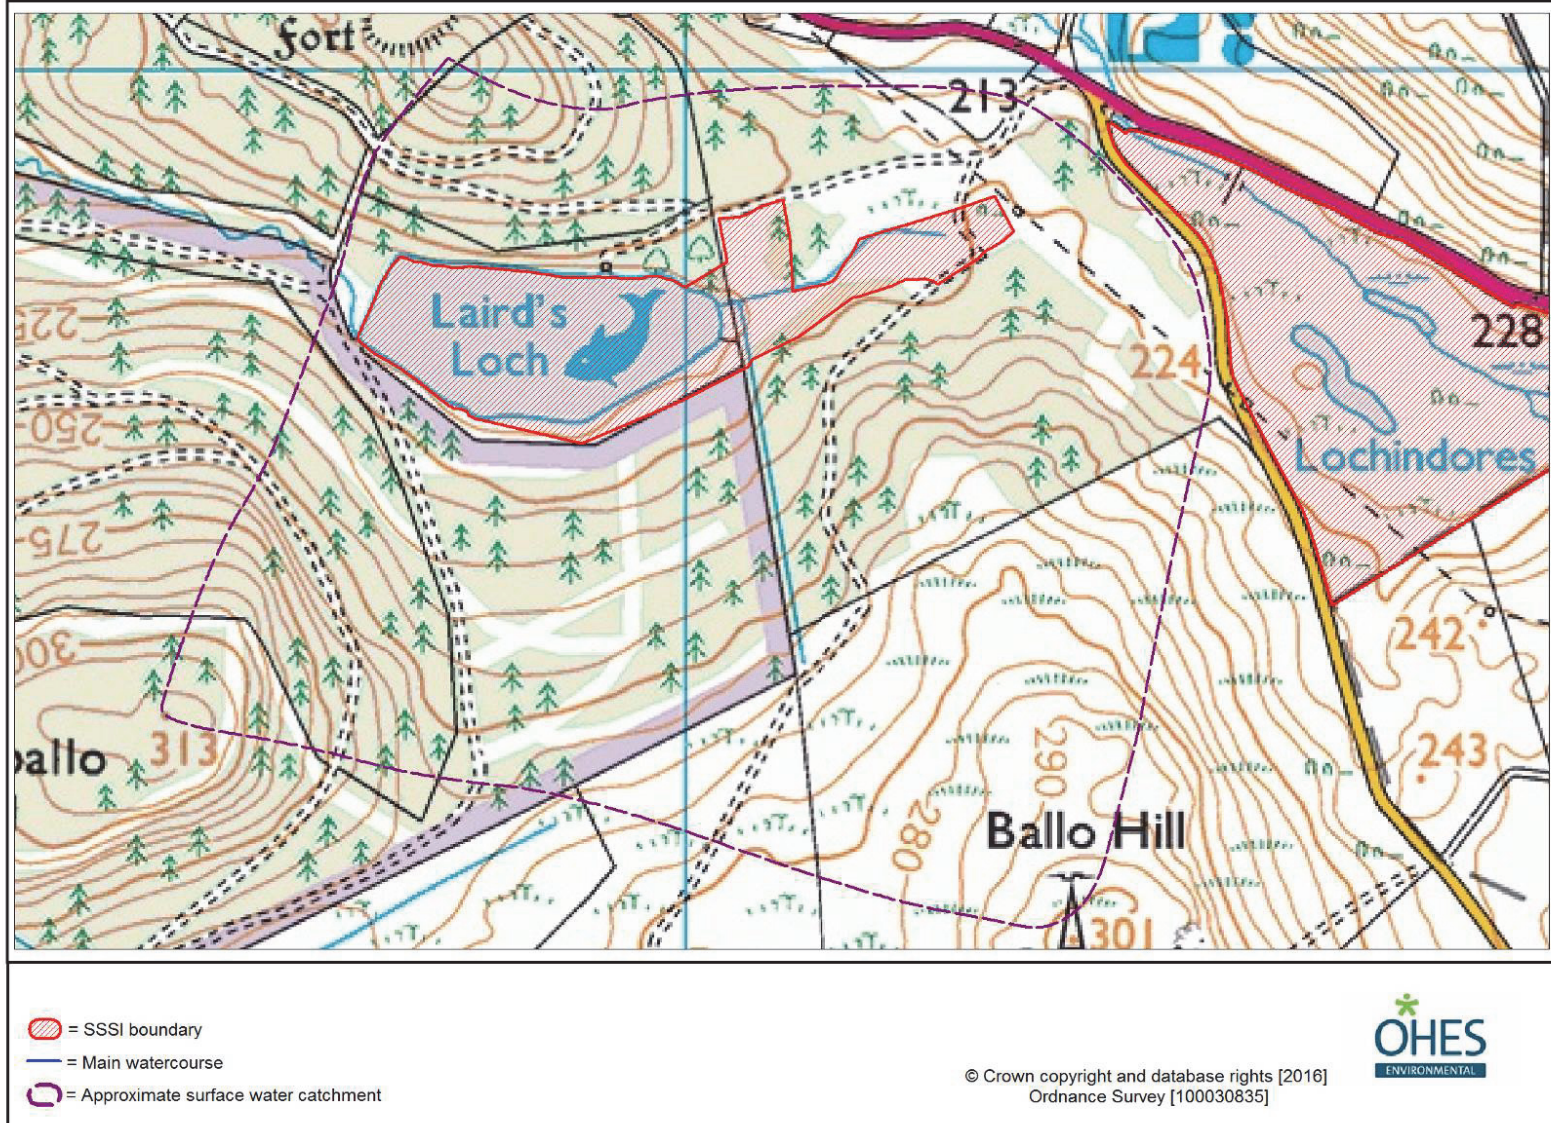 fort
213
Laird's
Loch
225
224
228
250
Lochindores
275
300
242
ballo
313
290
243
280
Ballo Hill
301
= SSSI boundary
= Main watercourse
= Approximate surface water catchment
© Crown copyright and database rights [2016]
Ordnance Survey [100030835]
OHES
ENVIRONMENTAL